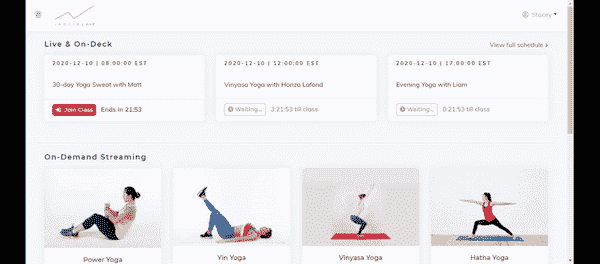 Stacey
Live & On-Deck
View full schedule
2020-12-10 | 08:00:00 EST
30-day Yoga Sweat with Matt
Join Class
Ends in 21:53
2020-12-10 | 12:00:00 EST
Vinyasa Yoga with Honza Lafond
Waiting...
3:21:53 till class
2020-12-10 | 17:00:00 EST
Evening Yoga with Liam
Waiting...
8:21:53 till class
On-Demand Streaming
Power Yoga
Yin Yoga
Vinyasa Yoga
Hatha Yoga